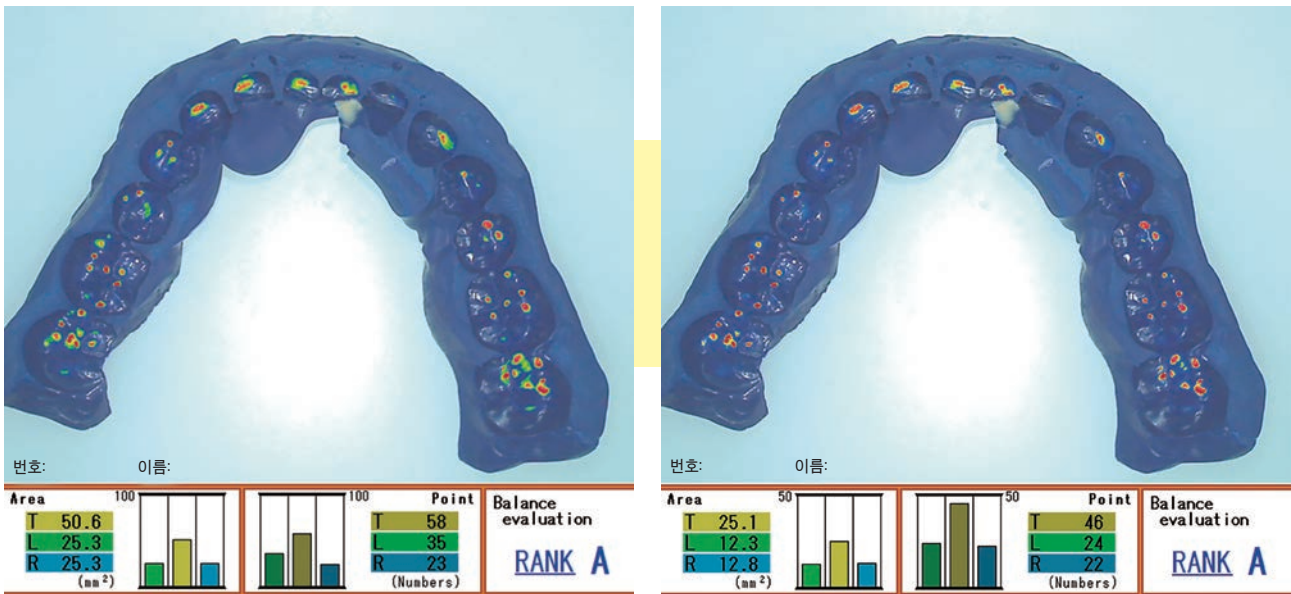 번호: 이름:
Area 100 100 Point
T 50.6 T 58
L 25.3 L 35
R 25.3 R 23
(mm²) (Numbers)
Balance
evaluation
RANK A
번호: 이름:
Area 50 50 Point
T 25.1 T 46
L 12.3 L 24
R 12.8 R 22
(mm²) (Numbers)
Balance
evaluation
RANK A